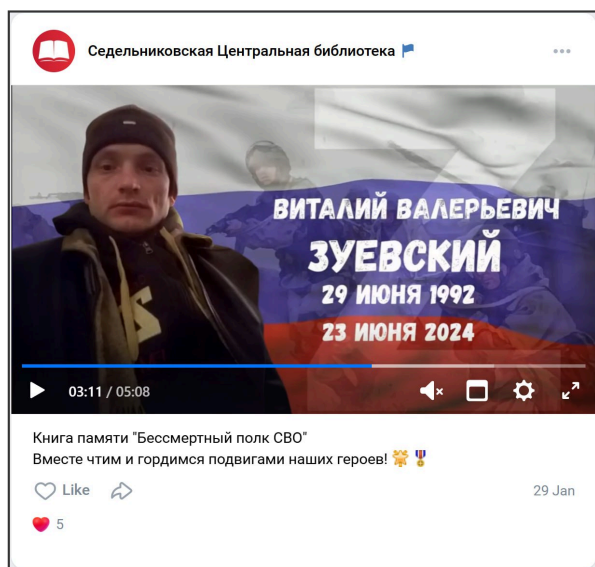 Седельниковская Центральная библиотека
ВИТАЛИЙ ВАЛЕРЬЕВИЧ
ЗУЕВСКИЙ
29 ИЮНЯ 1992
23 ИЮНЯ 2024
03:11 / 05:08
Книга памяти "Бессмертный полк СВО"
Вместе чтим и гордимся подвигами наших героев! 🎖
Like
29 Jan
5